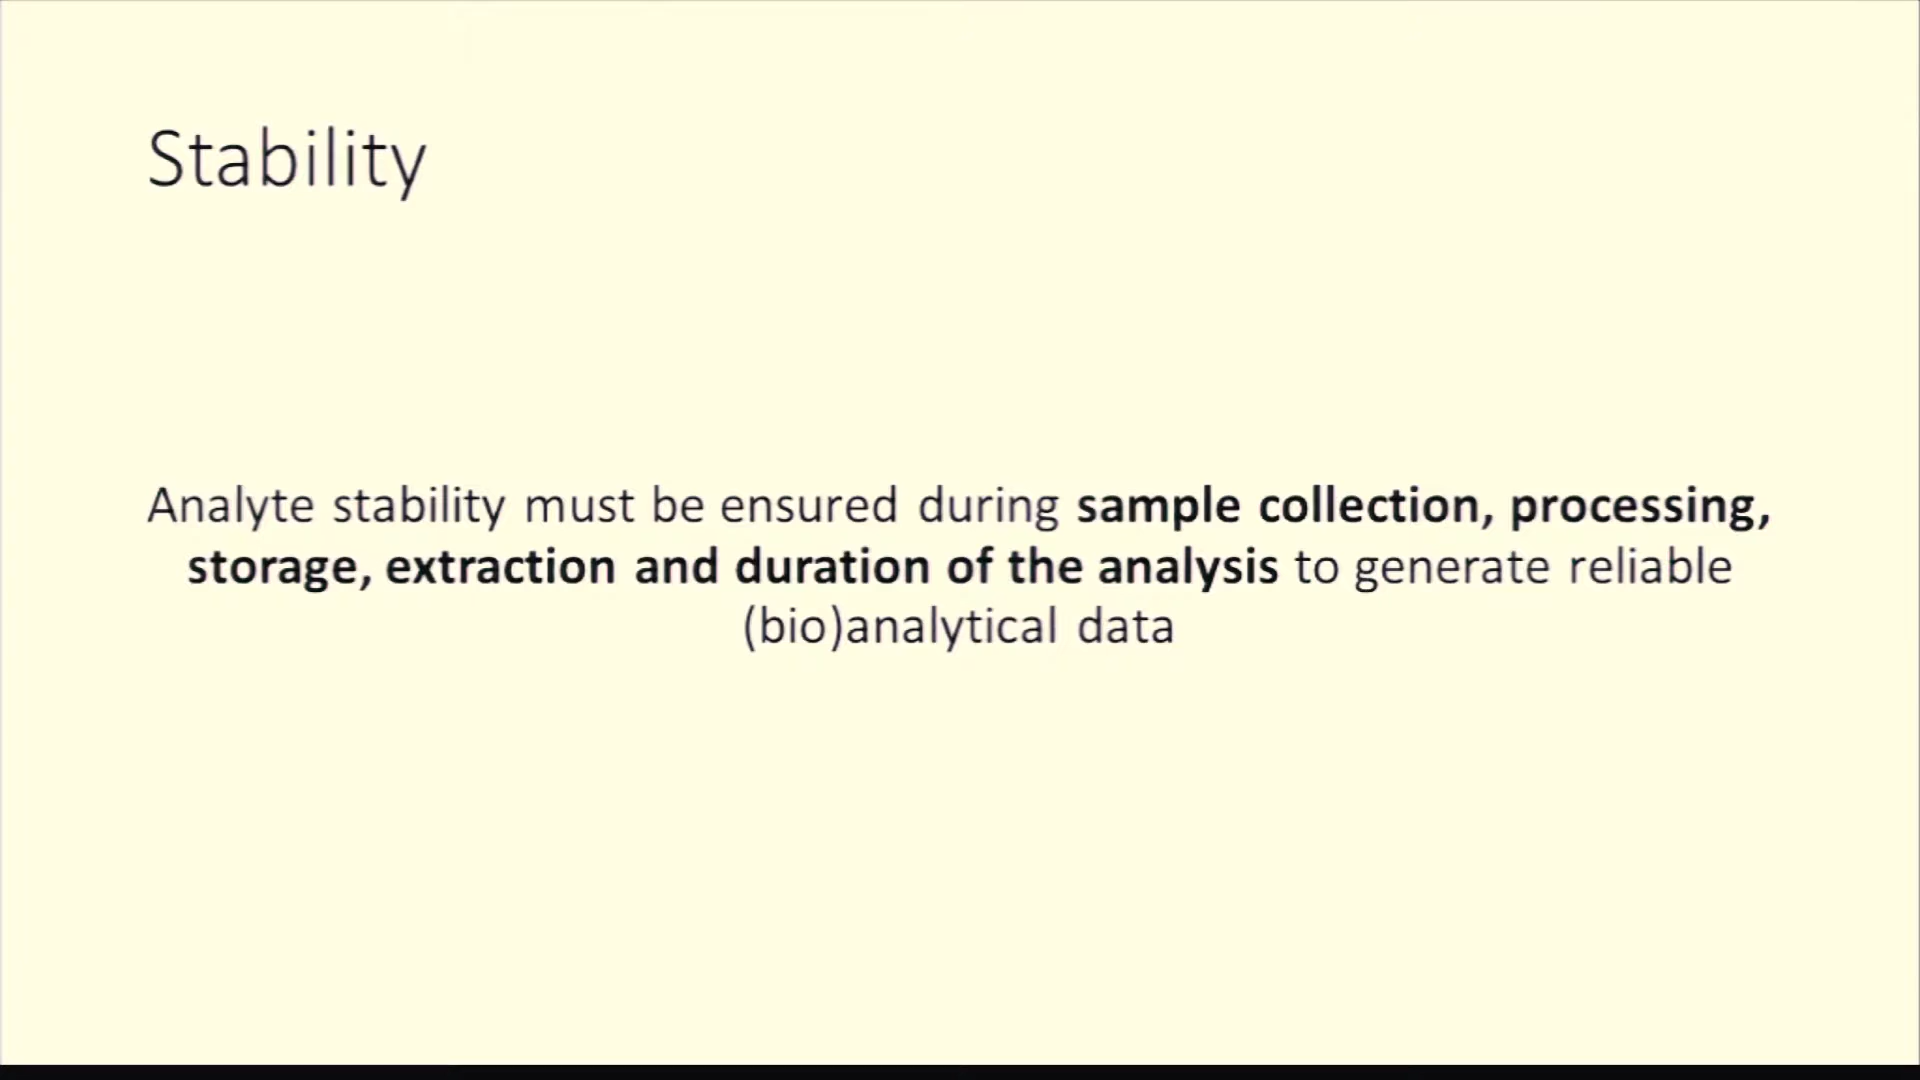 Stability
Analyte stability must be ensured during sample collection, processing,
storage, extraction and duration of the analysis to generate reliable
(bio)analytical data